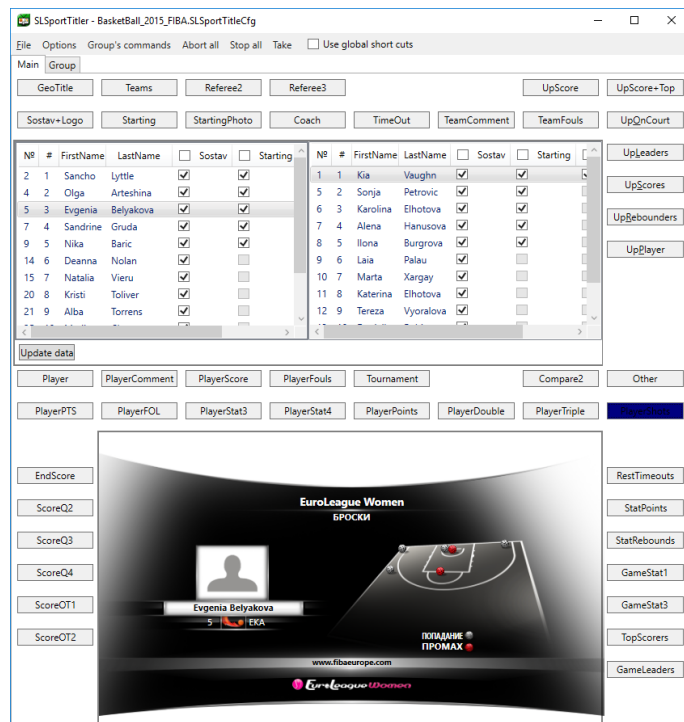 SLSportTitler - BasketBall_2015_FIBA.SLSportTitleCfg
File Options Group's commands Abort all Stop all Take Use global short cuts
Main Group
GeoTitle Teams Referee2 Referee3 UpScore UpScore+Top
Sostav+Logo Starting StartingPhoto Coach TimeOut TeamComment TeamFouls UpOnCourt
Nº # FirstName LastName Sostav Starting Nº # FirstName LastName Sostav Starting
UpLeaders
2 1 Sancho Lyttle 1 1 Kia Vaughn
4 2 Olga Arteshina 5 2 Sonja Petrovic
UpScores
5 3 Evgenia Belyakova 6 3 Karolina Elhotova
UpRebounders
7 4 Sandrine Gruda 7 4 Alena Hanusova
9 5 Nika Baric 8 5 Ilona Burgrova
UpPlayer
14 6 Deanna Nolan 9 6 Laia Palau
15 7 Natalia Vieru 10 7 Marta Xargay
20 8 Kristi Toliver 11 8 Katerina Elhotova
21 9 Alba Torrens 12 9 Tereza Vyoralova
Update data
Player PlayerComment PlayerScore PlayerFouls Tournament Compare2 Other
PlayerPTS PlayerFOL PlayerStat3 PlayerStat4 PlayerPoints PlayerDouble PlayerTriple
EndScore
ScoreQ2
ScoreQ3
ScoreQ4
ScoreOT1
ScoreOT2
EuroLeague Women
БРОСКИ
Evgenia Belyakova
5 EKA
ПОПАДАНИЕ
ПРОМАХ
www.fibaeurope.com
EuroLeague Women
RestTimeouts
StatPoints
StatRebounds
GameStat1
GameStat3
TopScorers
GameLeaders